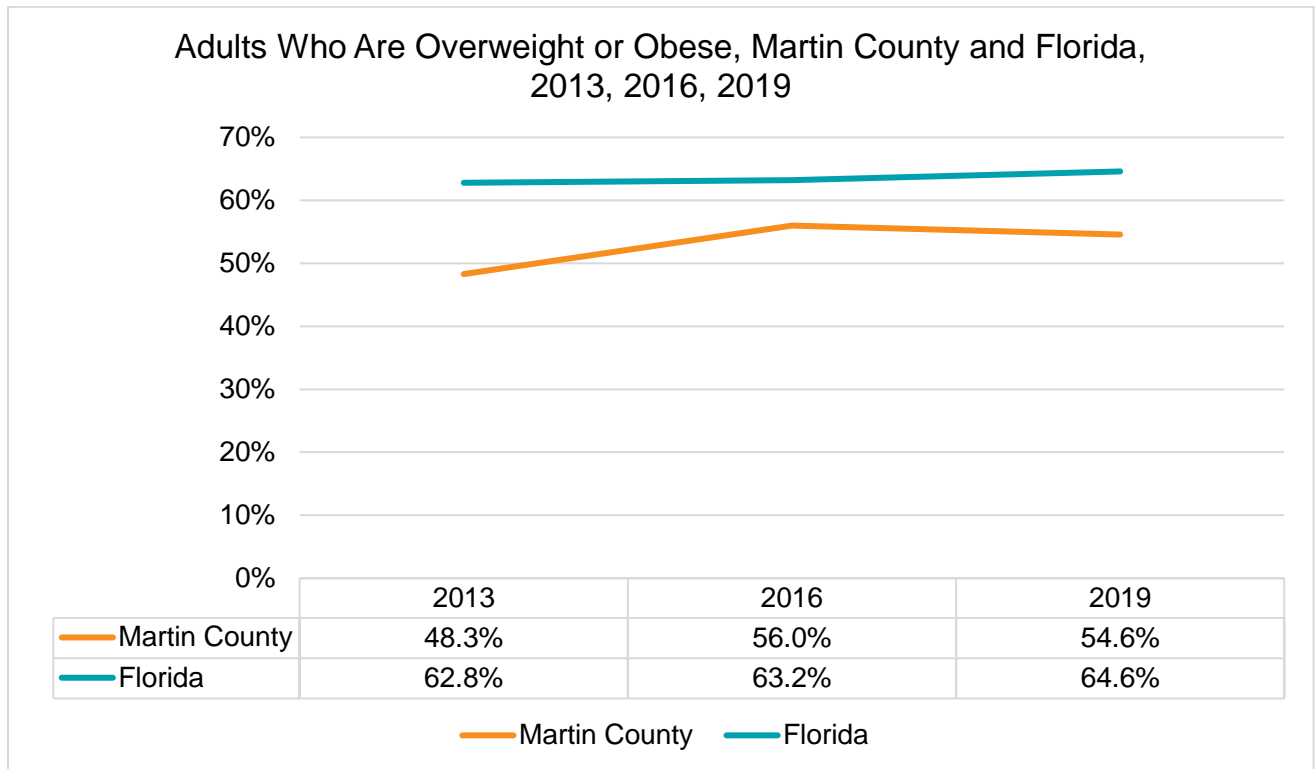 Adults Who Are Overweight or Obese, Martin County and Florida,
2013, 2016, 2019
70%
60%
50%
40%
30%
20%
10%
0%
2013 2016 2019
Martin County 48.3% 56.0% 54.6%
Florida 62.8% 63.2% 64.6%
Martin County Florida